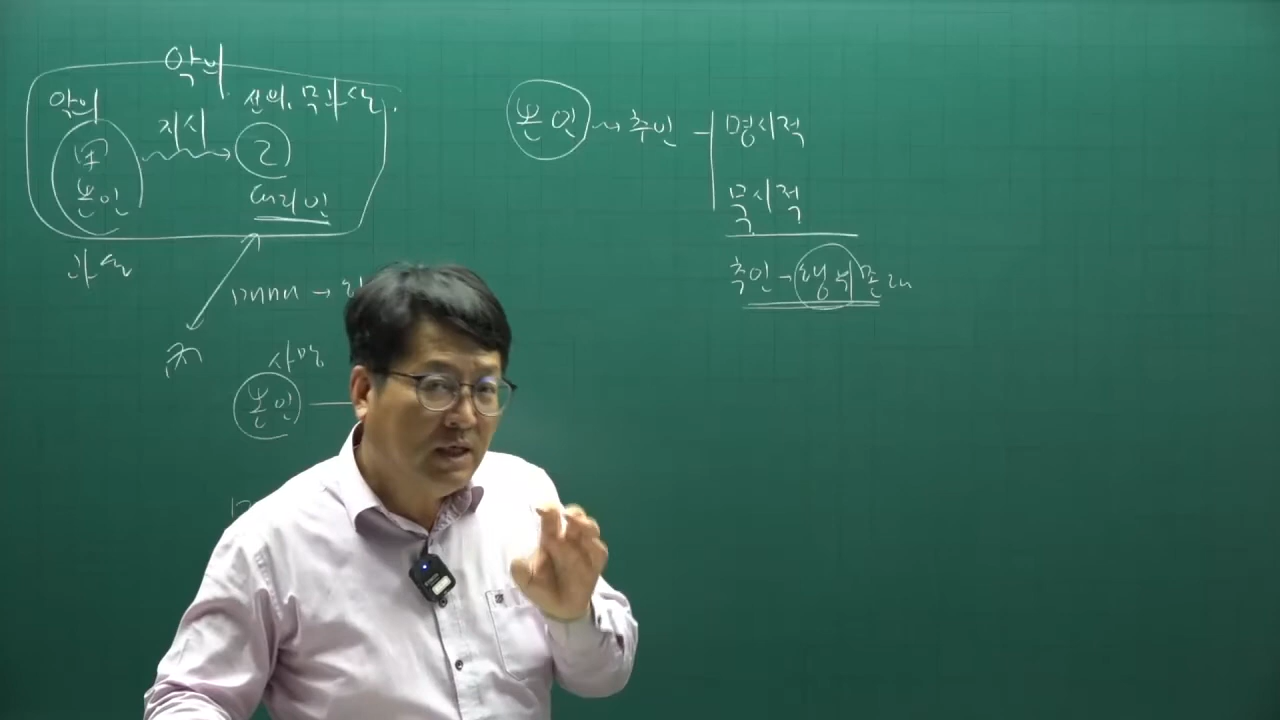 악의
악의
선의, 무과실,
지시
본인
대리인
과실
사망
본인
본인 → 추인
명시적
묵시적
추인 - 행위 존재